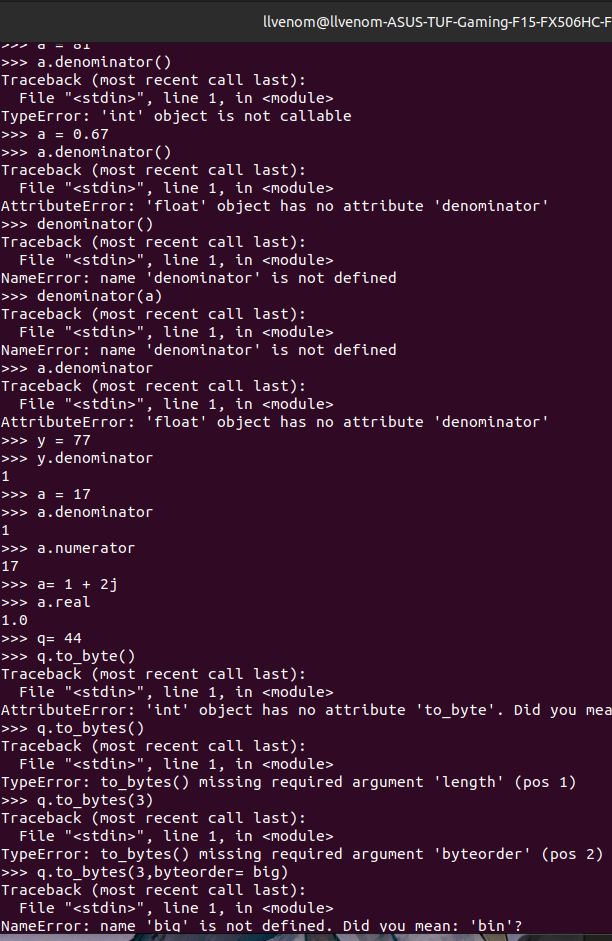 llvenom@llvenom-ASUS-TUF-Gaming-F15-FX506HC-F
>>> a = 81
>>> a.denominator()
Traceback (most recent call last):
  File "<stdin>", line 1, in <module>
TypeError: 'int' object is not callable
>>> a = 0.67
>>> a.denominator()
Traceback (most recent call last):
  File "<stdin>", line 1, in <module>
AttributeError: 'float' object has no attribute 'denominator'
>>> denominator()
Traceback (most recent call last):
  File "<stdin>", line 1, in <module>
NameError: name 'denominator' is not defined
>>> denominator(a)
Traceback (most recent call last):
  File "<stdin>", line 1, in <module>
NameError: name 'denominator' is not defined
>>> a.denominator
Traceback (most recent call last):
  File "<stdin>", line 1, in <module>
AttributeError: 'float' object has no attribute 'denominator'
>>> y = 77
>>> y.denominator
1
>>> a = 17
>>> a.denominator
1
>>> a.numerator
17
>>> a= 1 + 2j
>>> a.real
1.0
>>> q= 44
>>> q.to_byte()
Traceback (most recent call last):
  File "<stdin>", line 1, in <module>
AttributeError: 'int' object has no attribute 'to_byte'. Did you mea
>>> q.to_bytes()
Traceback (most recent call last):
  File "<stdin>", line 1, in <module>
TypeError: to_bytes() missing required argument 'length' (pos 1)
>>> q.to_bytes(3)
Traceback (most recent call last):
  File "<stdin>", line 1, in <module>
TypeError: to_bytes() missing required argument 'byteorder' (pos 2)
>>> q.to_bytes(3,byteorder= big)
Traceback (most recent call last):
  File "<stdin>", line 1, in <module>
NameError: name 'big' is not defined. Did you mean: 'bin'?